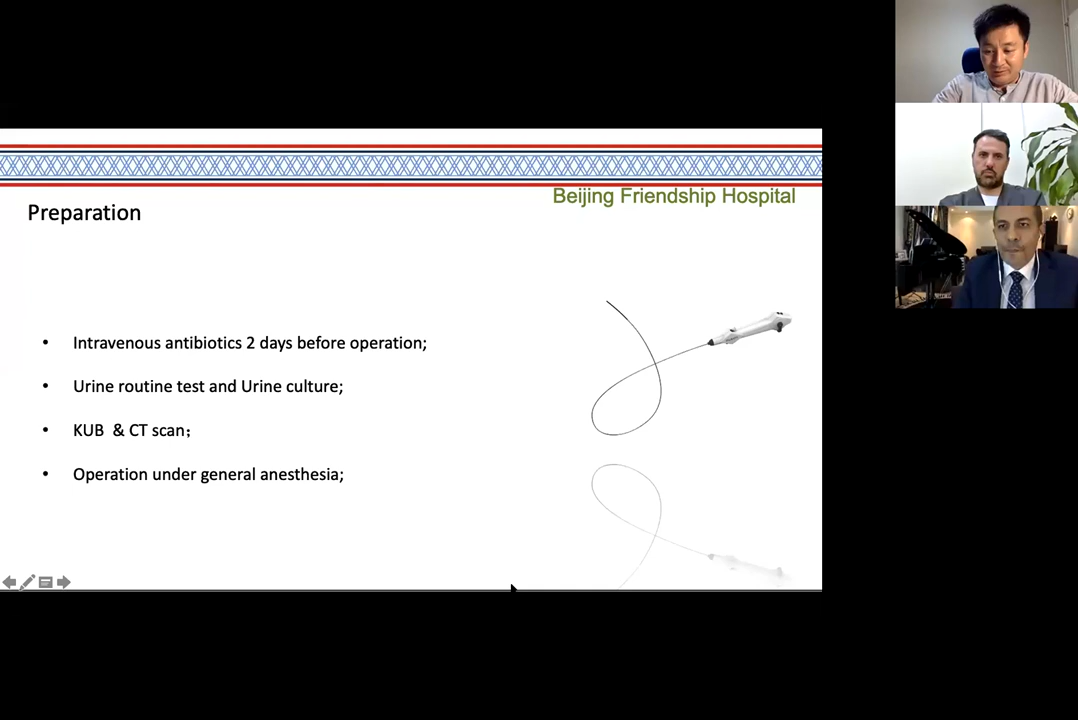 Beijing Friendship Hospital
Preparation
• Intravenous antibiotics 2 days before operation;
• Urine routine test and Urine culture;
• KUB & CT scan；
• Operation under general anesthesia;